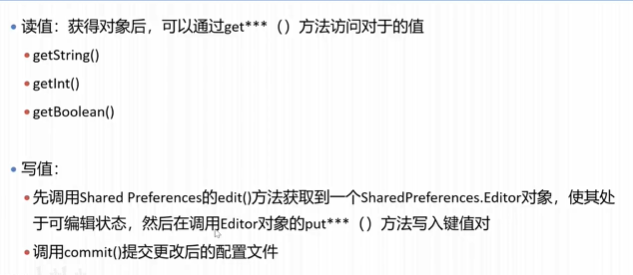 读值：获得对象后，可以通过get***（）方法访问对于的值
getString()
getInt()
getBoolean()
写值：
先调用Shared Preferences的edit()方法获取到一个SharedPreferences.Editor对象，使其处
于可编辑状态，然后在调用Editor对象的put***（）方法写入键值对
调用commit()提交更改后的配置文件